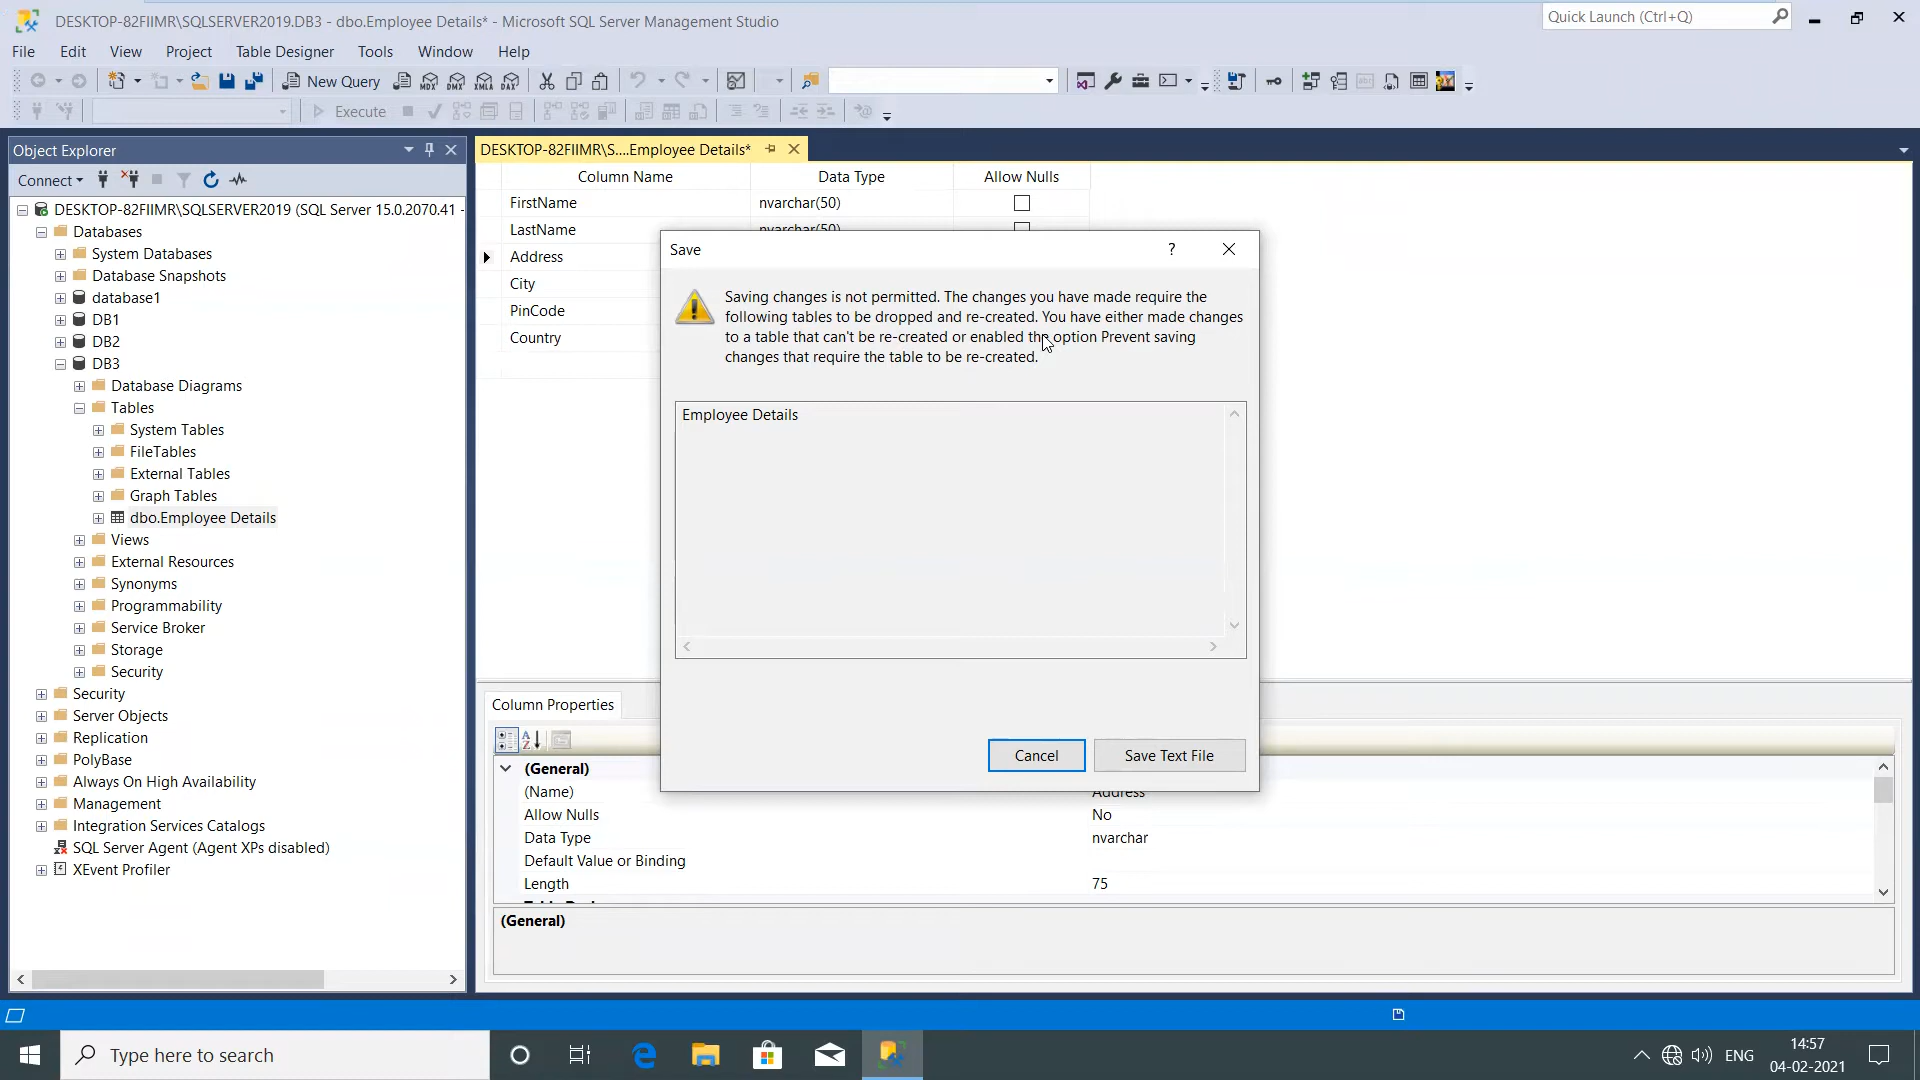 DESKTOP-82FIIMR\SQLSERVER2019.DB3 - dbo.Employee Details* - Microsoft SQL Server Management Studio
Quick Launch (Ctrl+Q)
File Edit View Project Table Designer Tools Window Help
New Query
MDX DMX XMLA DAX
Execute
Object Explorer
DESKTOP-82FIIMR\S....Employee Details*
Connect
DESKTOP-82FIIMR\SQLSERVER2019 (SQL Server 15.0.2070.41 -
Databases
System Databases
Database Snapshots
database1
DB1
DB2
DB3
Database Diagrams
Tables
System Tables
FileTables
External Tables
Graph Tables
dbo.Employee Details
Views
External Resources
Synonyms
Programmability
Service Broker
Storage
Security
Security
Server Objects
Replication
PolyBase
Always On High Availability
Management
Integration Services Catalogs
SQL Server Agent (Agent XPs disabled)
XEvent Profiler
Column Name Data Type Allow Nulls
FirstName nvarchar(50)
LastName nvarchar(50)
Address
City
PinCode
Country
Save
?
Saving changes is not permitted. The changes you have made require the
following tables to be dropped and re-created. You have either made changes
to a table that can't be re-created or enabled the option Prevent saving
changes that require the table to be re-created.
Employee Details
Cancel
Save Text File
Column Properties
(General)
(Name) Address
Allow Nulls No
Data Type nvarchar
Default Value or Binding
Length 75
(General)
Type here to search
ENG
14:57
04-02-2021